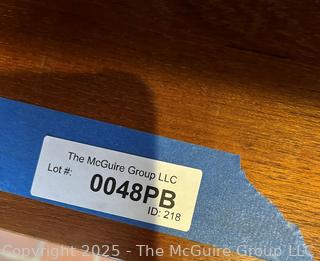 The McGuire Group LLC
Lot #:
0048PB
ID: 218
Copyright 2025 - The McGuire Group LLC